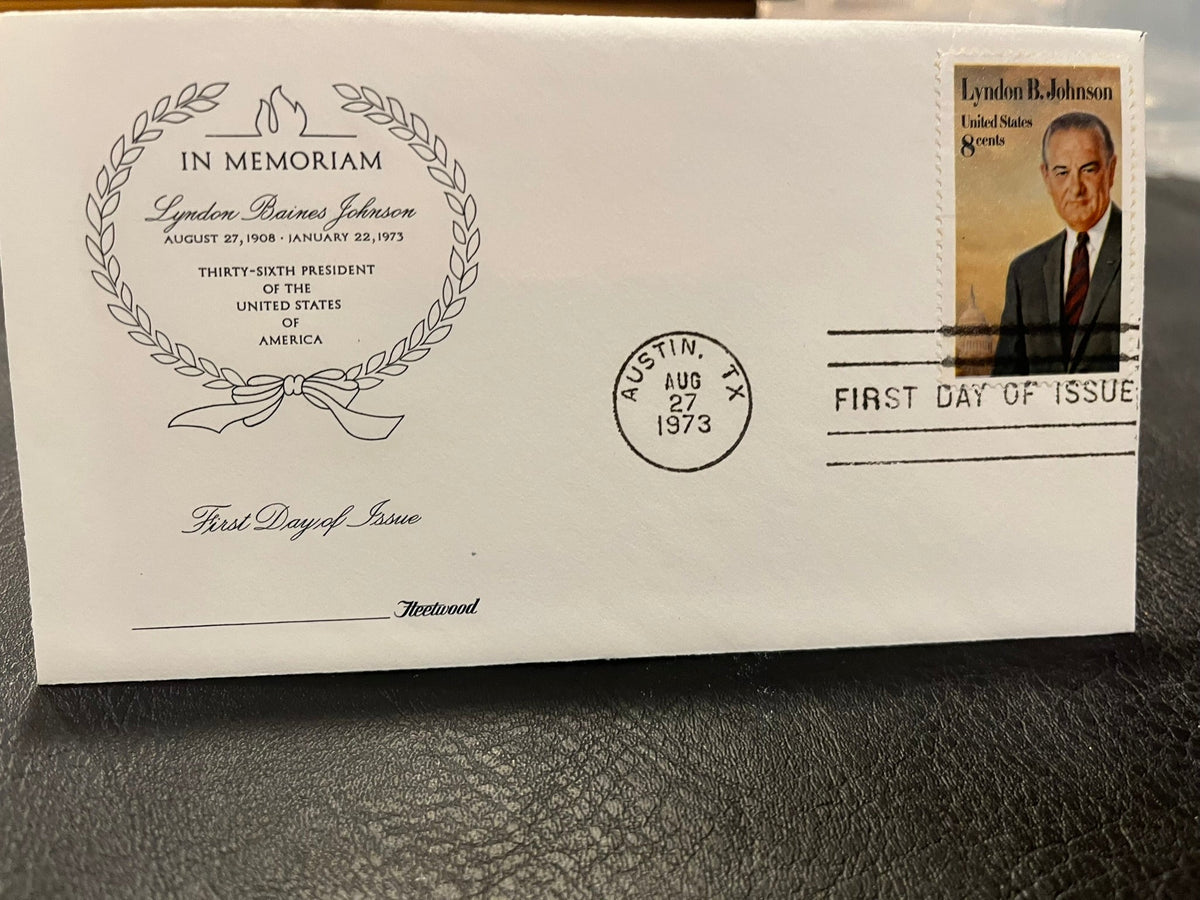 IN MEMORIAM
Lyndon Baines Johnson
AUGUST 27, 1908 · JANUARY 22, 1973
THIRTY-SIXTH PRESIDENT
OF THE
UNITED STATES
OF
AMERICA
First Day of Issue
Fleetwood
AUSTIN, TX
AUG
27
1973
Lyndon B. Johnson
United States
8 cents
FIRST DAY OF ISSUE